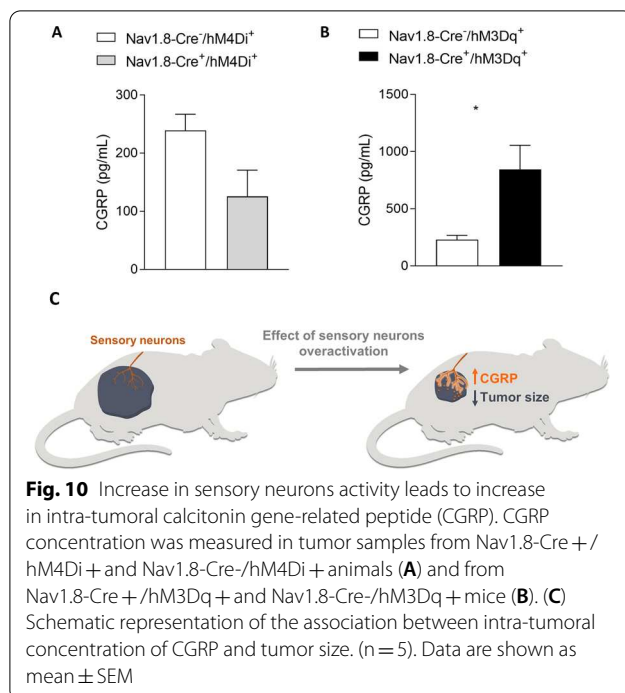 A
Nav1.8-Cre⁻/hM4Di⁺
Nav1.8-Cre⁺/hM4Di⁺
CGRP (pg/mL)
300
200
100
0
B
Nav1.8-Cre⁻/hM3Dq⁺
Nav1.8-Cre⁺/hM3Dq⁺
CGRP (pg/mL)
1500
1000
500
0
*
C
Sensory neurons
Effect of sensory neurons
overactivation
↑ CGRP
↓ Tumor size
Fig. 10 Increase in sensory neurons activity leads to increase
in intra-tumoral calcitonin gene-related peptide (CGRP). CGRP
concentration was measured in tumor samples from Nav1.8-Cre+/
hM4Di+ and Nav1.8-Cre-/hM4Di+ animals (A) and from
Nav1.8-Cre+/hM3Dq+ and Nav1.8-Cre-/hM3Dq+ mice (B). (C)
Schematic representation of the association between intra-tumoral
concentration of CGRP and tumor size. (n=5). Data are shown as
mean±SEM